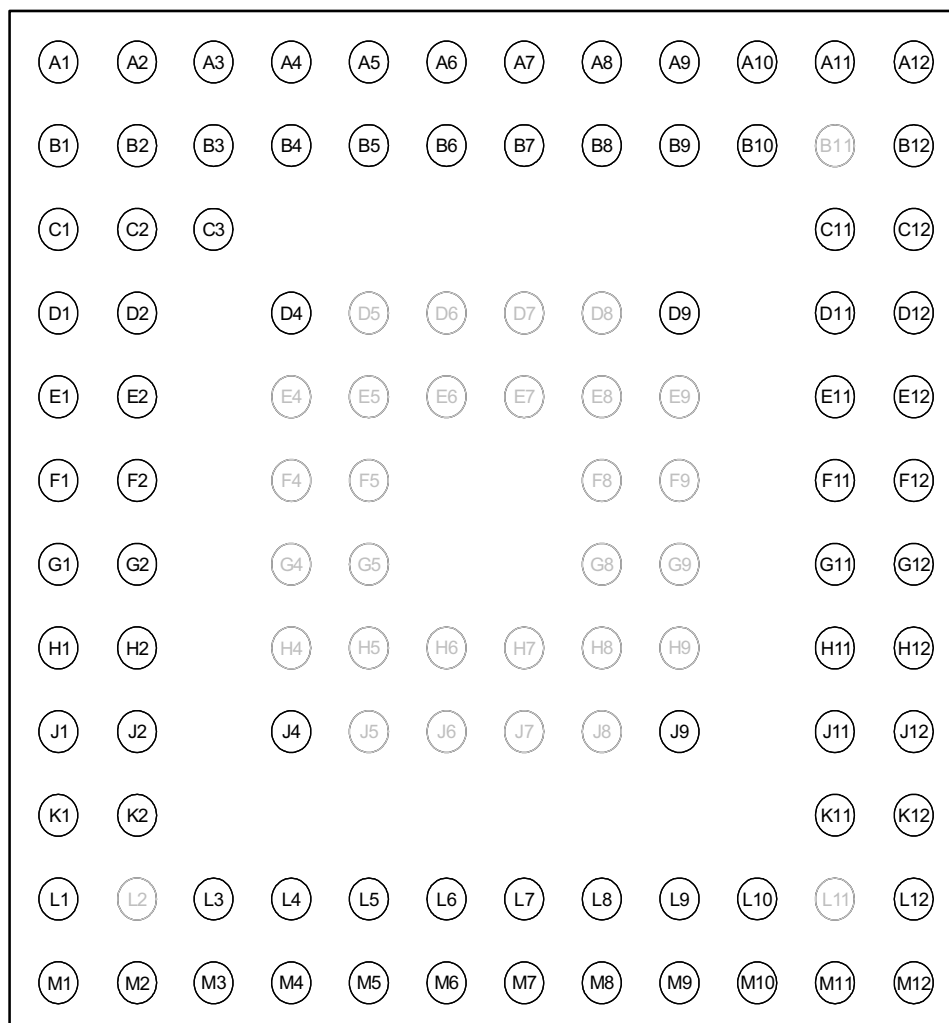 A1 A2 A3 A4 A5 A6 A7 A8 A9 A10 A11 A12
B1 B2 B3 B4 B5 B6 B7 B8 B9 B10 B11 B12
C1 C2 C3 C11 C12
D1 D2 D4 D5 D6 D7 D8 D9 D11 D12
E1 E2 E4 E5 E6 E7 E8 E9 E11 E12
F1 F2 F4 F5 F8 F9 F11 F12
G1 G2 G4 G5 G8 G9 G11 G12
H1 H2 H4 H5 H6 H7 H8 H9 H11 H12
J1 J2 J4 J5 J6 J7 J8 J9 J11 J12
K1 K2 K11 K12
L1 L2 L3 L4 L5 L6 L7 L8 L9 L10 L11 L12
M1 M2 M3 M4 M5 M6 M7 M8 M9 M10 M11 M12